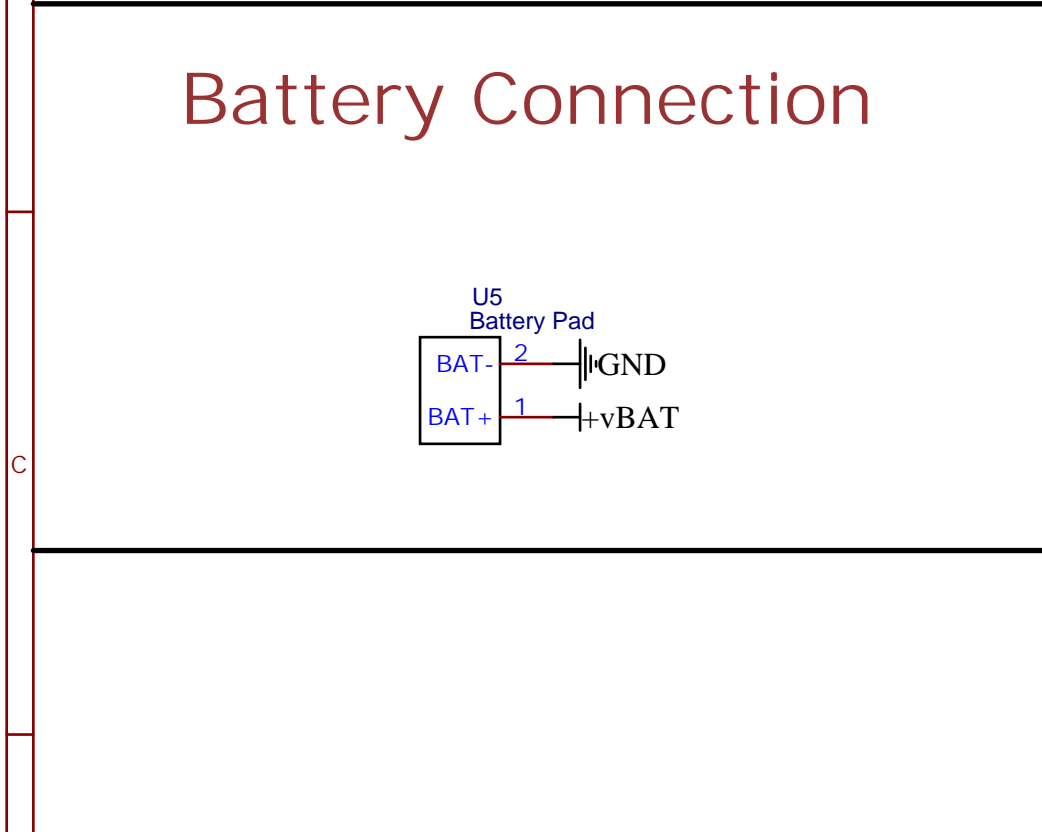 Battery Connection
U5
Battery Pad
BAT- 2 GND
BAT+ 1 +vBAT
C